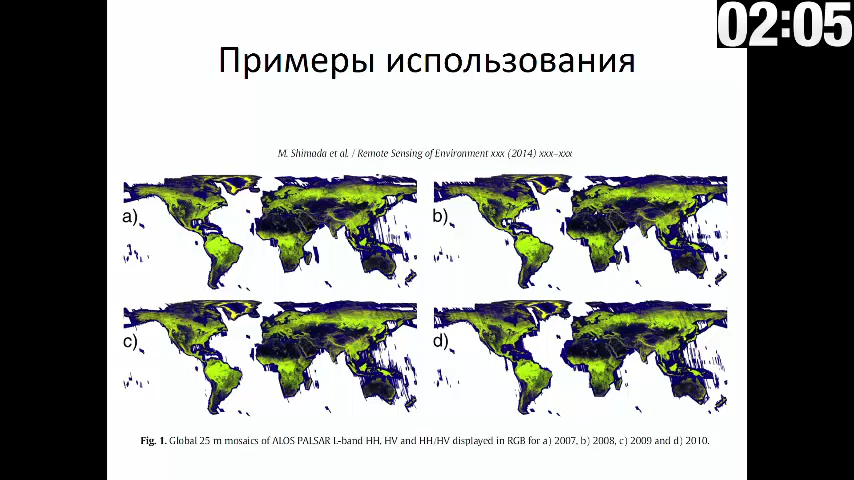 02:05
Примеры использования
M. Shimada et al. / Remote Sensing of Environment xxx (2014) xxx–xxx
a)
b)
c)
d)
Fig. 1. Global 25 m mosaics of ALOS PALSAR L-band HH, HV and HH/HV displayed in RGB for a) 2007, b) 2008, c) 2009 and d) 2010.